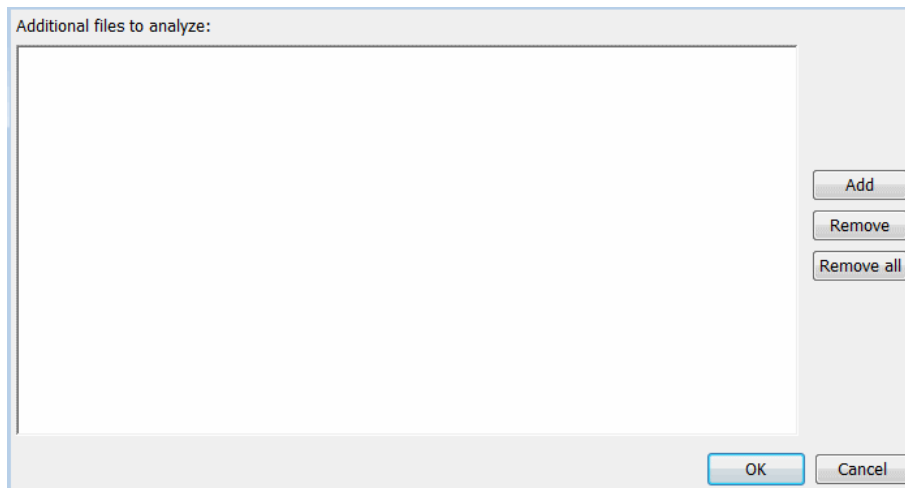 Additional files to analyze:
Add
Remove
Remove all
OK
Cancel